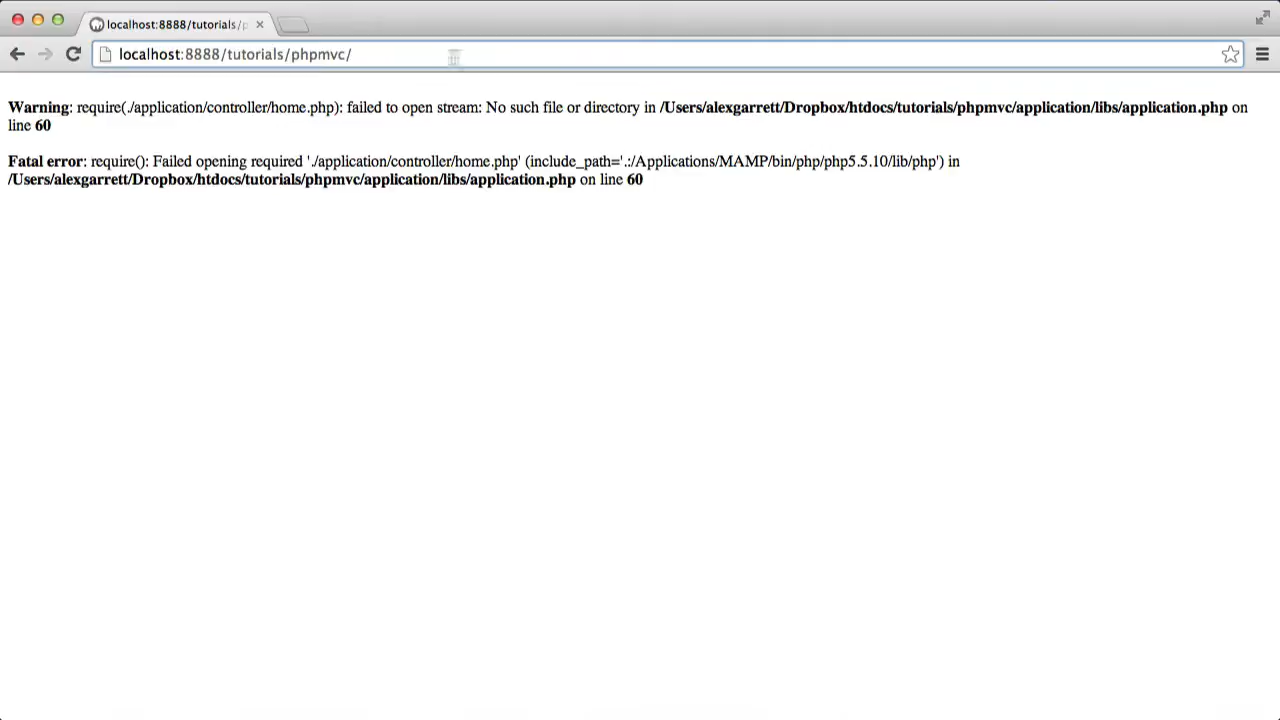 localhost:8888/tutorials/p
localhost:8888/tutorials/phpmvc/
Warning: require(./application/controller/home.php): failed to open stream: No such file or directory in /Users/alexgarrett/Dropbox/htdocs/tutorials/phpmvc/application/libs/application.php on
line 60
Fatal error: require(): Failed opening required './application/controller/home.php' (include_path='.:/Applications/MAMP/bin/php/php5.5.10/lib/php') in
/Users/alexgarrett/Dropbox/htdocs/tutorials/phpmvc/application/libs/application.php on line 60